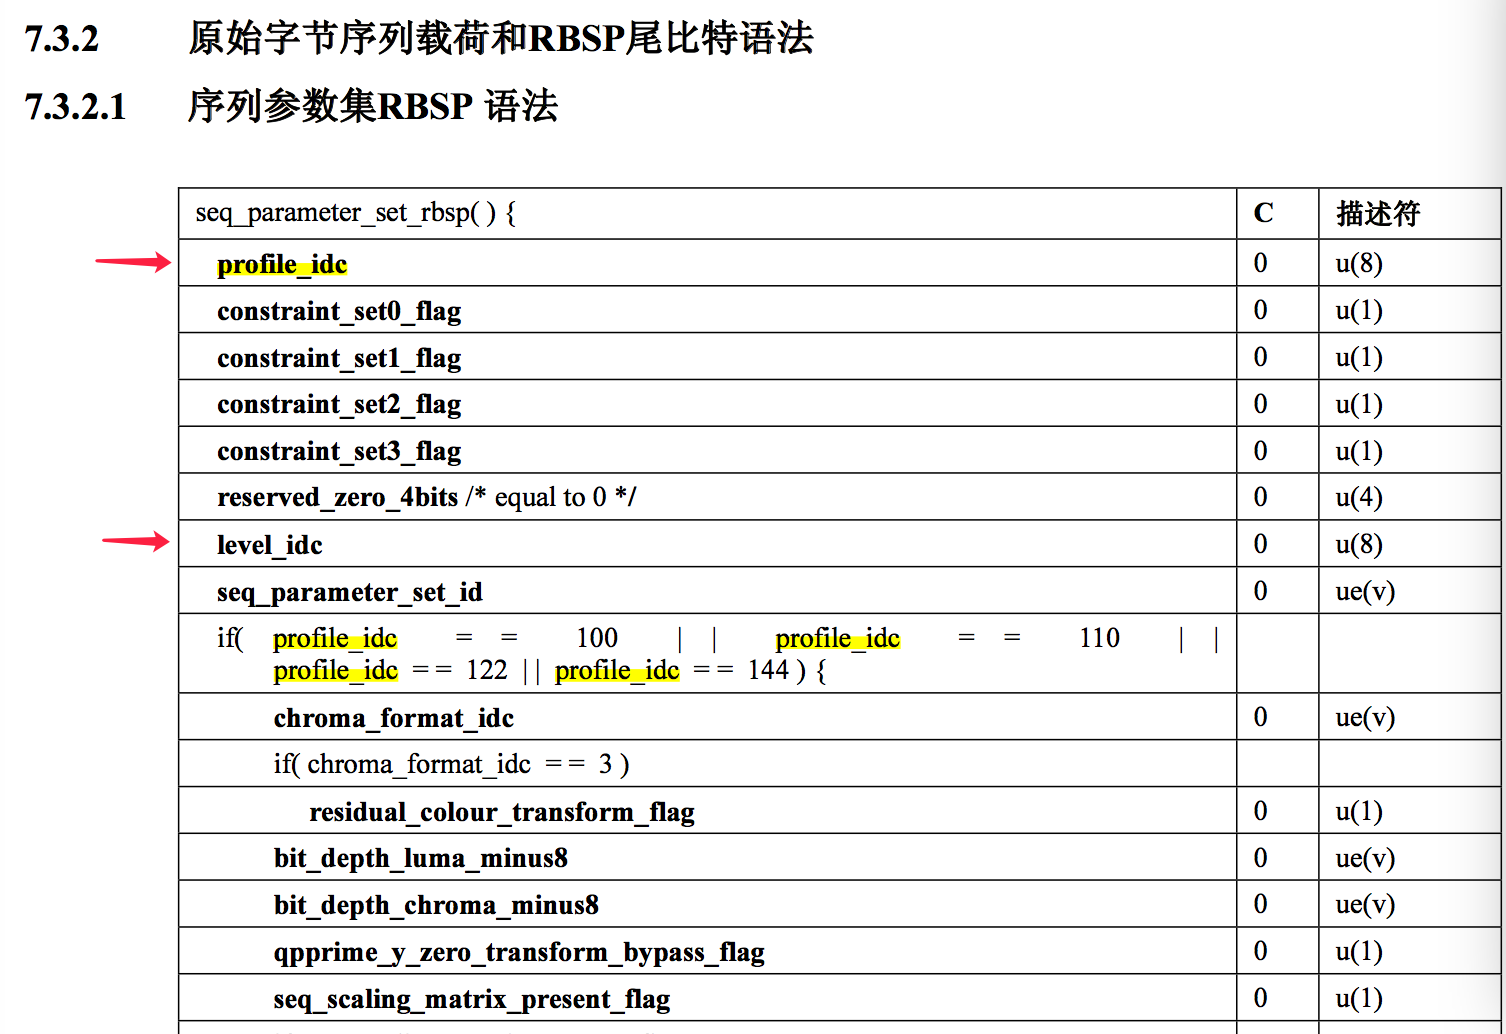 7.3.2 原始字节序列载荷和RBSP尾比特语法
7.3.2.1 序列参数集RBSP 语法
seq_parameter_set_rbsp( ) { C 描述符
profile_idc 0 u(8)
constraint_set0_flag 0 u(1)
constraint_set1_flag 0 u(1)
constraint_set2_flag 0 u(1)
constraint_set3_flag 0 u(1)
reserved_zero_4bits /* equal to 0 */ 0 u(4)
level_idc 0 u(8)
seq_parameter_set_id 0 ue(v)
if( profile_idc = = 100 | | profile_idc = = 110 | |
profile_idc = = 122 | | profile_idc = = 144 ) {
chroma_format_idc 0 ue(v)
if( chroma_format_idc = = 3 )
residual_colour_transform_flag 0 u(1)
bit_depth_luma_minus8 0 ue(v)
bit_depth_chroma_minus8 0 ue(v)
qpprime_y_zero_transform_bypass_flag 0 u(1)
seq_scaling_matrix_present_flag 0 u(1)